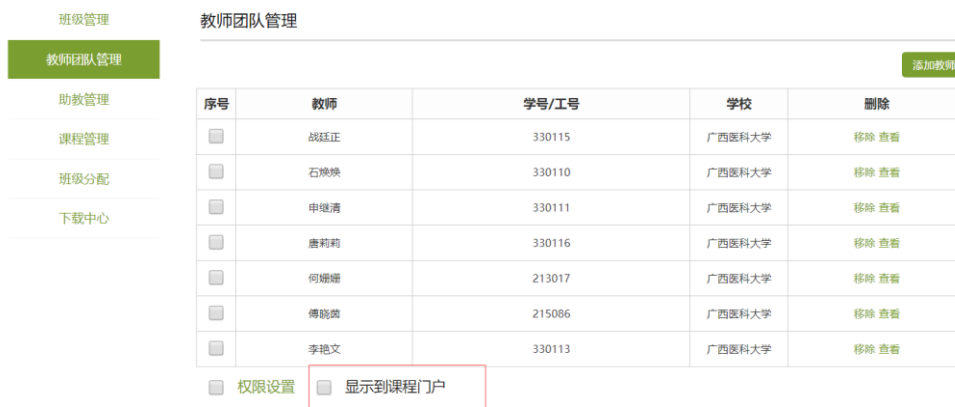 班级管理
教师团队管理
助教管理
课程管理
班级分配
下载中心
教师团队管理
添加教师
序号 教师 学号/工号 学校 删除
战廷正 330115 广西医科大学 移除 查看
石焕焕 330110 广西医科大学 移除 查看
申继清 330111 广西医科大学 移除 查看
唐莉莉 330116 广西医科大学 移除 查看
何姗姗 213017 广西医科大学 移除 查看
傅晓茵 215086 广西医科大学 移除 查看
李艳文 330113 广西医科大学 移除 查看
权限设置 显示到课程门户